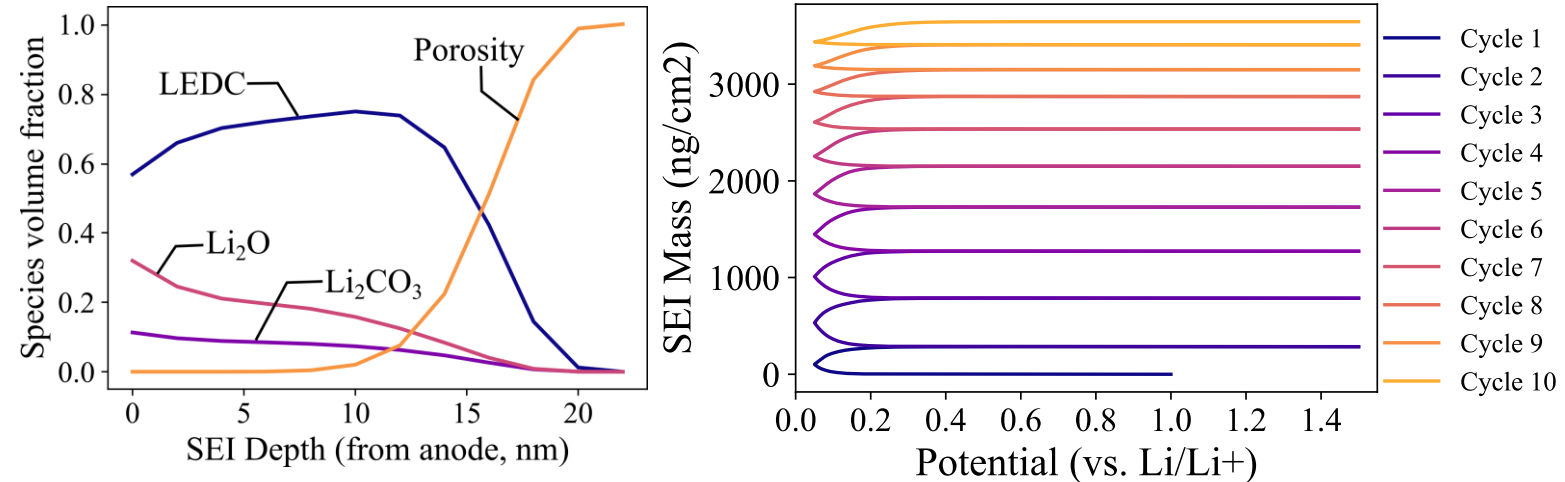 Species volume fraction
1.0
0.8
0.6
0.4
0.2
0.0
LEDC
Porosity
Li₂O
Li₂CO₃
0 5 10 15 20
SEI Depth (from anode, nm)
SEI Mass (ng/cm2)
3000
2000
1000
0
0.0 0.2 0.4 0.6 0.8 1.0 1.2 1.4
Potential (vs. Li/Li+)
Cycle 1
Cycle 2
Cycle 3
Cycle 4
Cycle 5
Cycle 6
Cycle 7
Cycle 8
Cycle 9
Cycle 10